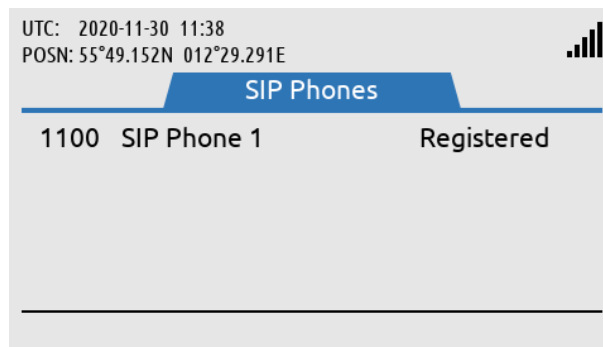 UTC: 2020-11-30 11:38
POSN: 55°49.152N 012°29.291E
SIP Phones
1100 SIP Phone 1 Registered